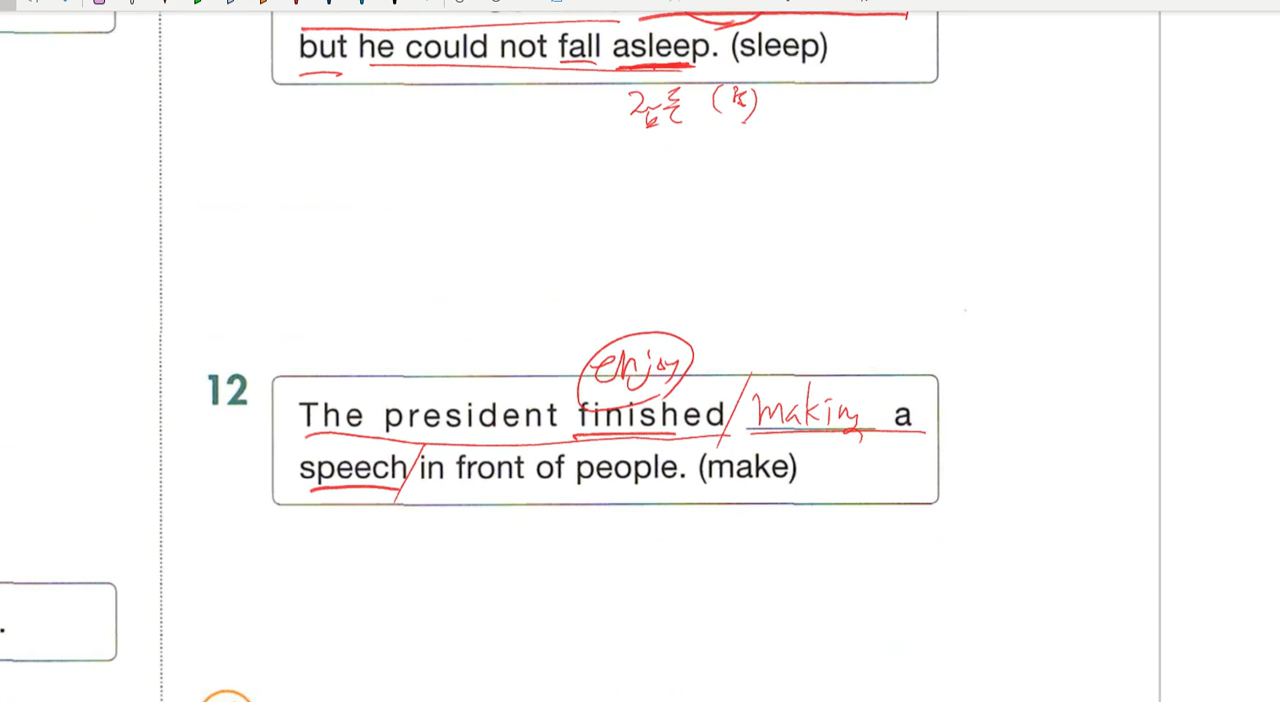 but he could not fall asleep. (sleep)
enjoy
12
The president finished / making a
speech / in front of people. (make)
.